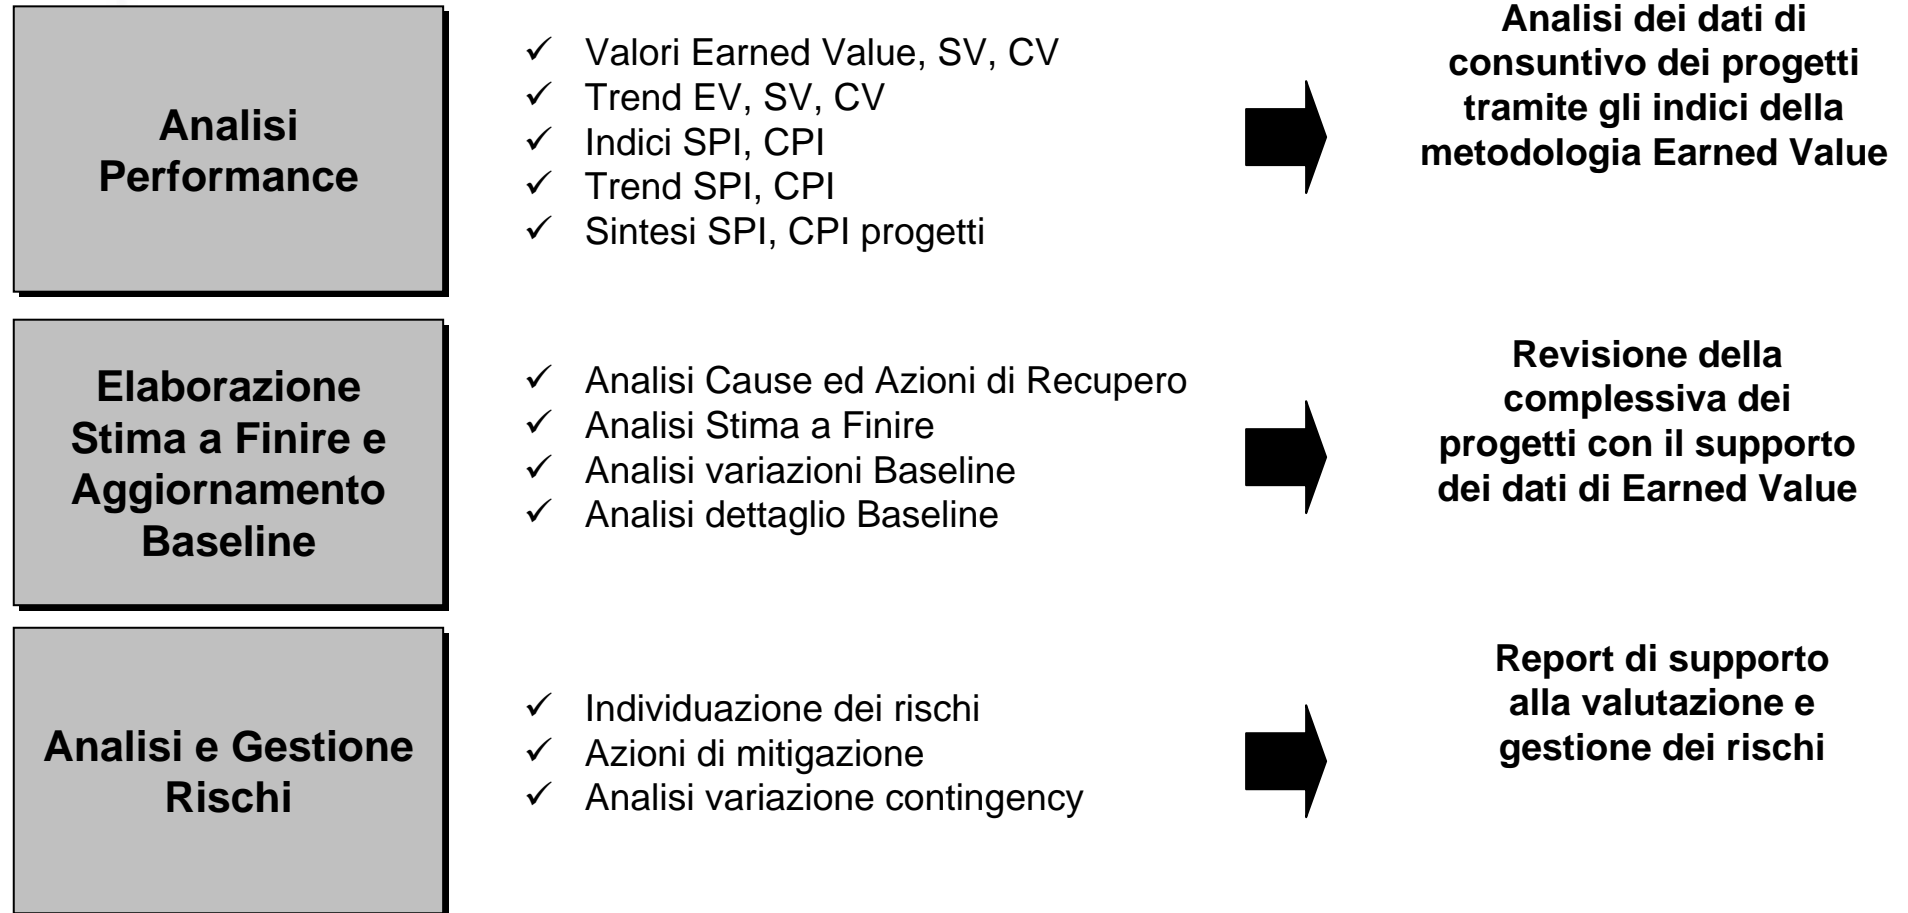 Analisi
Performance
✓ Valori Earned Value, SV, CV
✓ Trend EV, SV, CV
✓ Indici SPI, CPI
✓ Trend SPI, CPI
✓ Sintesi SPI, CPI progetti
Analisi dei dati di
consuntivo dei progetti
tramite gli indici della
metodologia Earned Value
Elaborazione
Stima a Finire e
Aggiornamento
Baseline
✓ Analisi Cause ed Azioni di Recupero
✓ Analisi Stima a Finire
✓ Analisi variazioni Baseline
✓ Analisi dettaglio Baseline
Revisione della
complessiva dei
progetti con il supporto
dei dati di Earned Value
Analisi e Gestione
Rischi
✓ Individuazione dei rischi
✓ Azioni di mitigazione
✓ Analisi variazione contingency
Report di supporto
alla valutazione e
gestione dei rischi